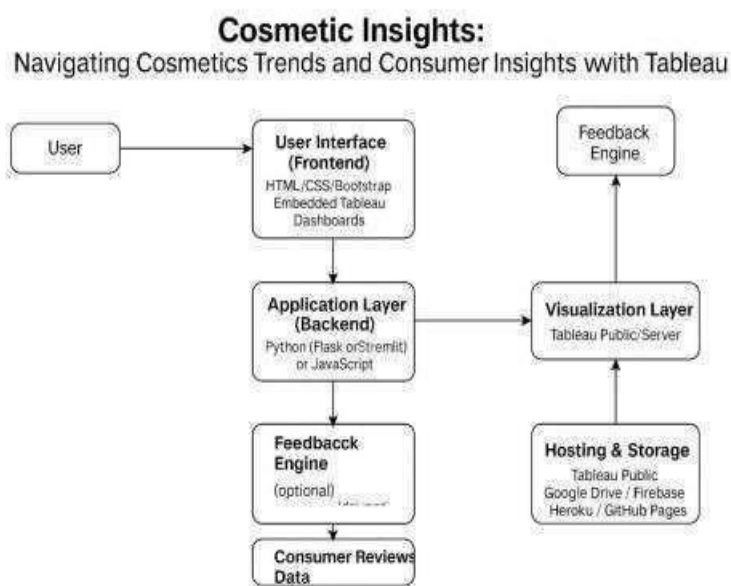 Cosmetic Insights:
Navigating Cosmetics Trends and Consumer Insights wwith Tableau
User
User Interface
(Frontend)
HTML/CSS/Bootstrap
Embedded Tableau
Dashboards
Feedback
Engine
Application Layer
(Backend)
Python (Flask orStremlit)
or JavaScript
Visualization Layer
Tableau Public/Server
Feedbacck
Engine
(optional)
Hosting & Storage
Tableau Public
Google Drive / Firebase
Heroku / GitHub Pages
Consumer Reviews
Data